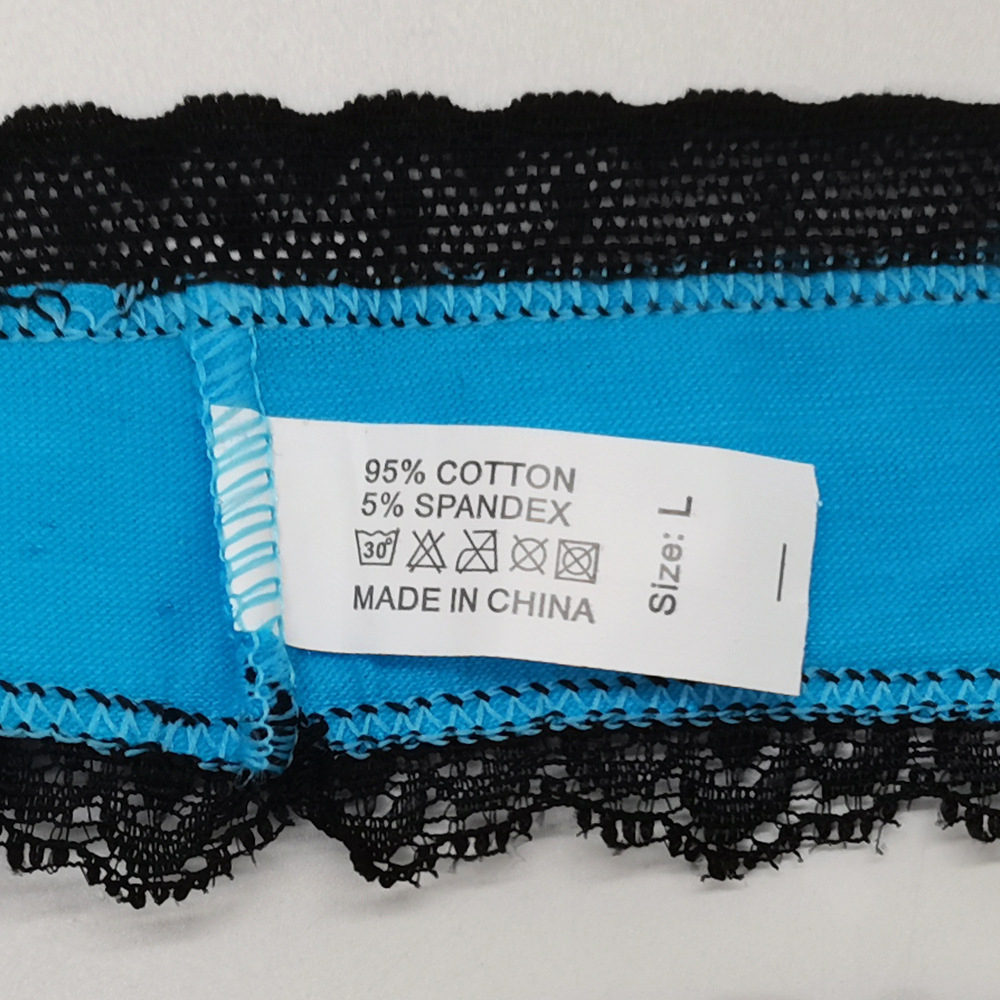 95% COTTON
5% SPANDEX
30°
MADE IN CHINA
Size: L